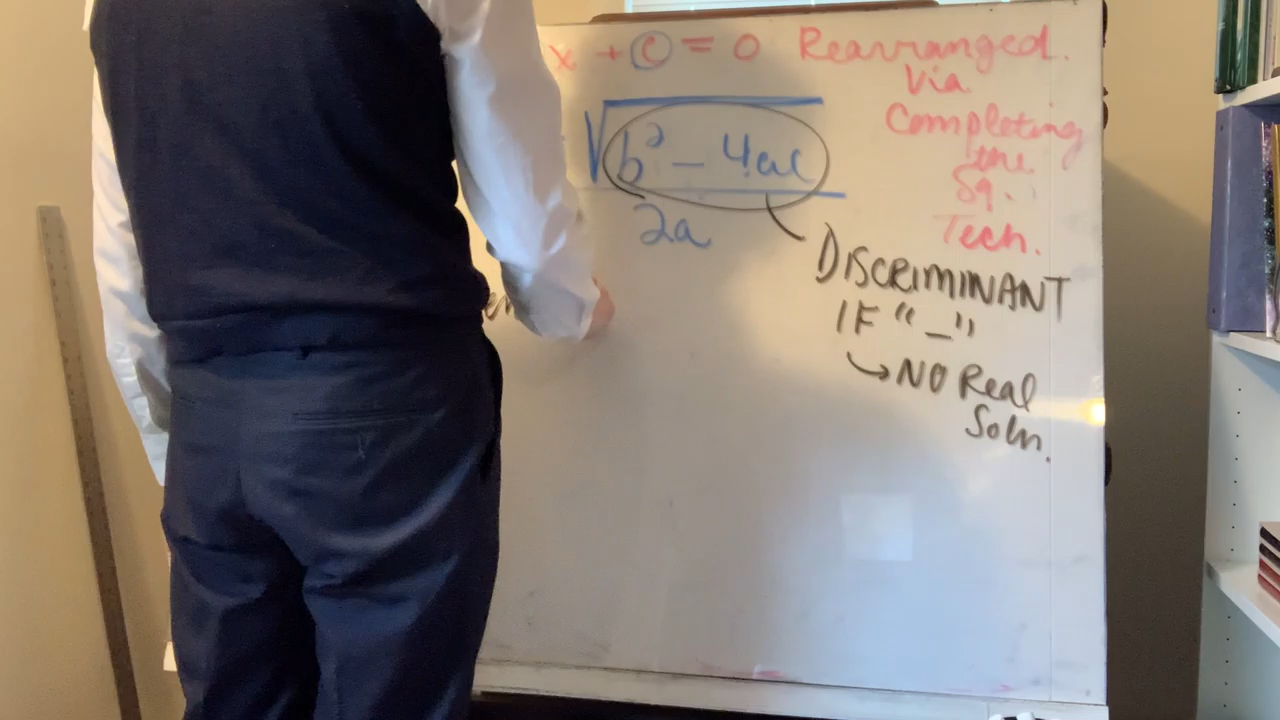 x + c = 0 Rearranged.
Via
Completing
the
Sq.
Tech.
√b² - 4ac
2a
DISCRIMINANT
IF "-"
→ NO Real
Soln.